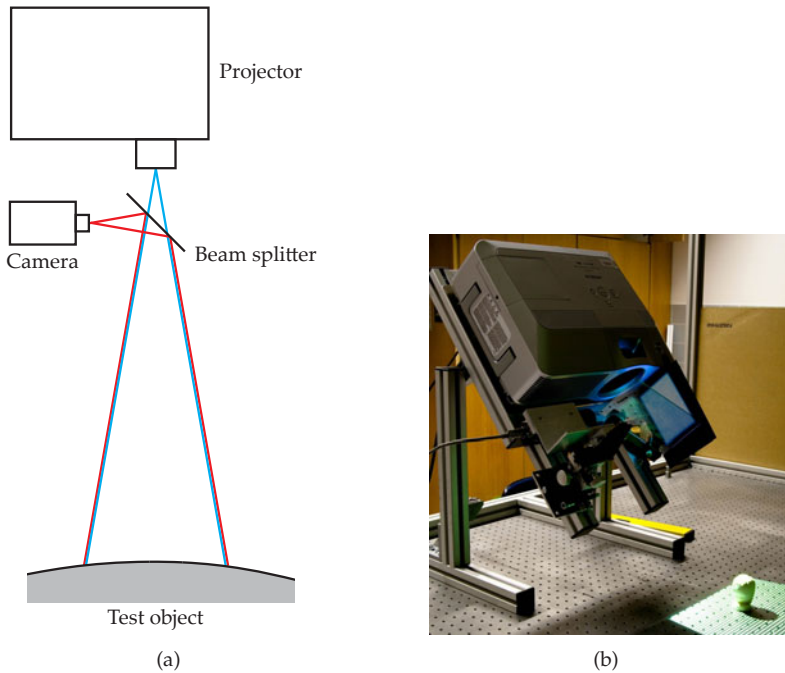 Projector
Camera
Beam splitter
Test object
(a)
(b)